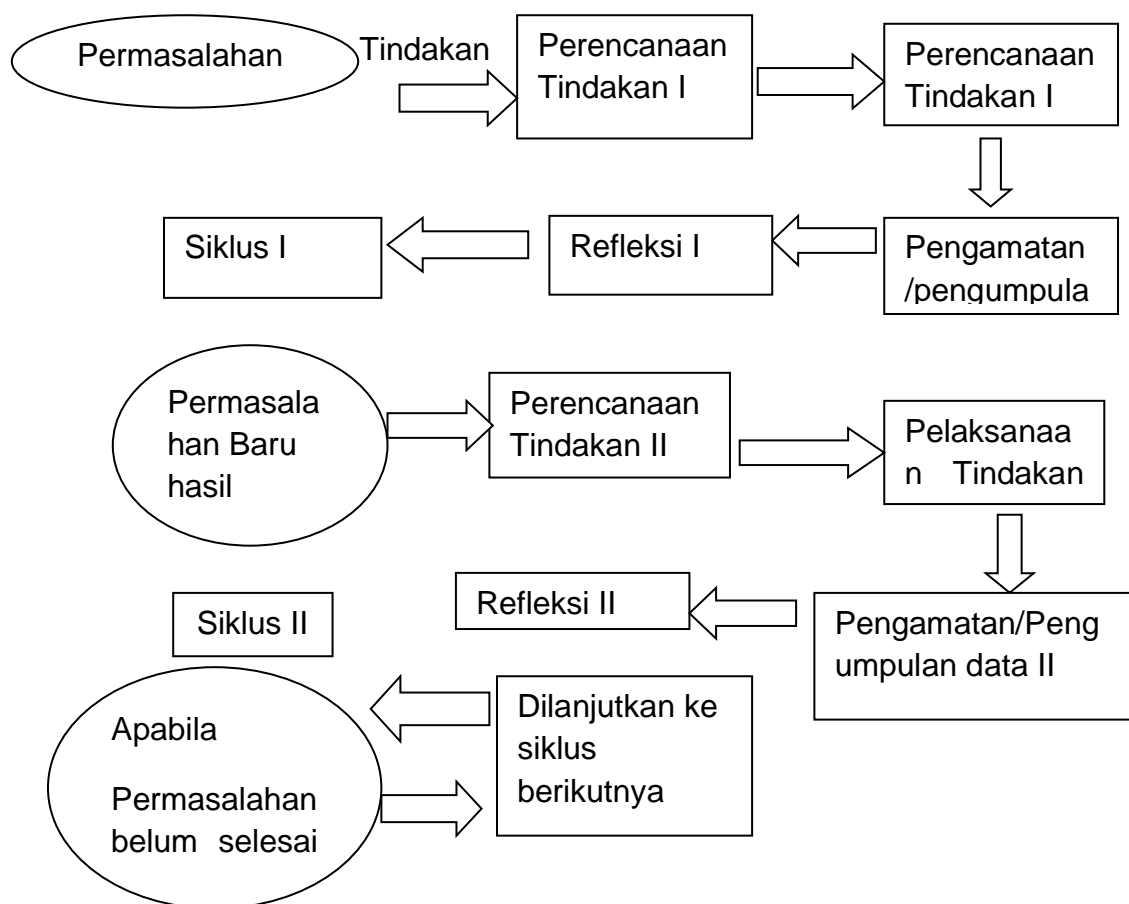 Permasalahan
Tindakan
Perencanaan
Tindakan I
Perencanaan
Tindakan I
Siklus I
Refleksi I
Pengamatan
/pengumpula
Permasala
han Baru
hasil
Perencanaan
Tindakan II
Pelaksanaa
n Tindakan
Siklus II
Refleksi II
Pengamatan/Peng
umpulan data II
Apabila
Permasalahan
belum selesai
Dilanjutkan ke
siklus
berikutnya